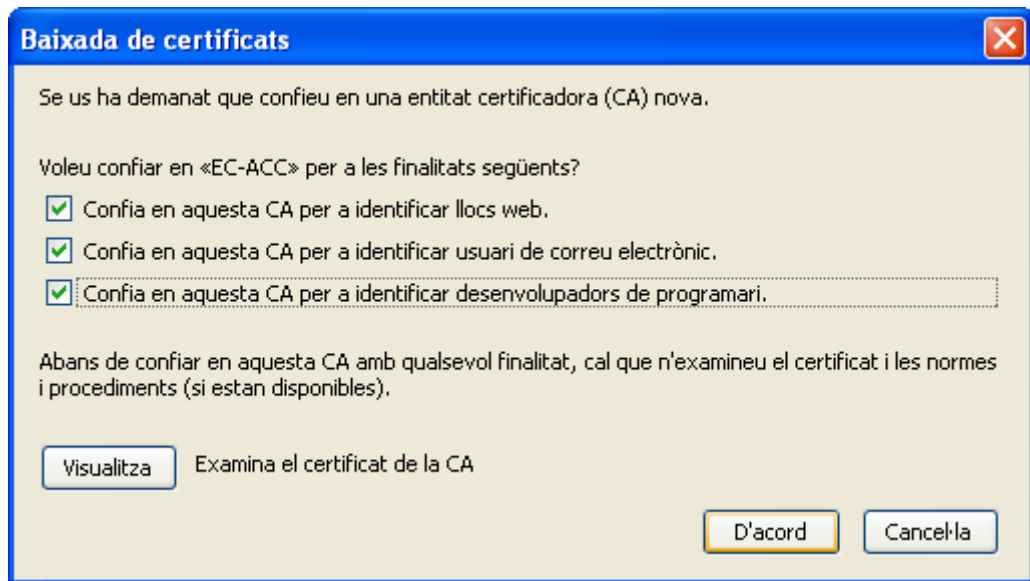 Baixada de certificats
Se us ha demanat que confieu en una entitat certificadora (CA) nova.
Voleu confiar en «EC-ACC» per a les finalitats següents?
Confia en aquesta CA per a identificar llocs web.
Confia en aquesta CA per a identificar usuari de correu electrònic.
Confia en aquesta CA per a identificar desenvolupadors de programari.
Abans de confiar en aquesta CA amb qualsevol finalitat, cal que n'examineu el certificat i les normes
i procediments (si estan disponibles).
Visualitza Examina el certificat de la CA
D'acord Cancel·la